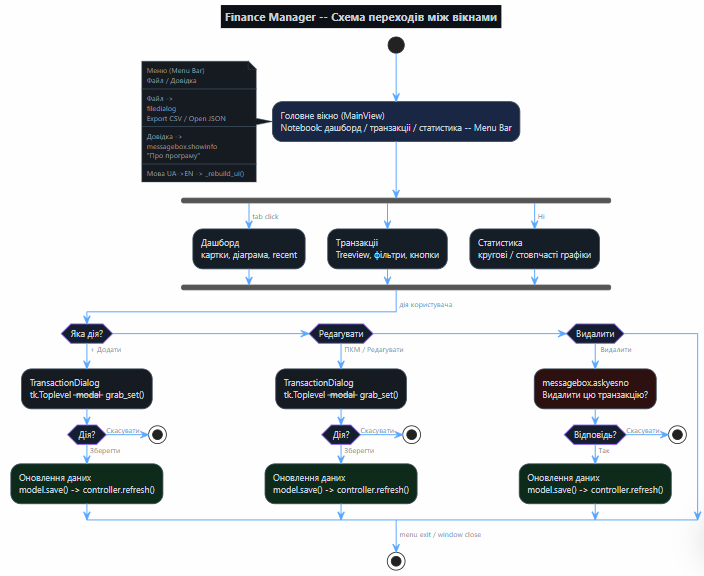 Finance Manager -- Схема переходів між вікнами
Меню (Menu Bar)
Файл / Довідка
Файл ->
filedialog
Export CSV / Open JSON
Довідка ->
messagebox.showinfo
"Про програму"
Мова UA->EN -> _rebuild_ui()
Головне вікно (MainView)
Notebook: дашборд / транзакції / статистика -- Menu Bar
tab click
Ні
Дашборд
картки, діаграма, recent
Транзакції
Treeview, фільтри, кнопки
Статистика
кругові / стовпчасті графіки
дія користувача
Яка дія?
Редагувати
Видалити
+ Додати
ПКМ / Редагувати
Видалити
TransactionDialog
tk.Toplevel -modal- grab_set()
TransactionDialog
tk.Toplevel -modal- grab_set()
messagebox.askyesno
Видалити цю транзакцію?
Дія?
Скасувати
Дія?
Скасувати
Відповідь?
Скасувати
Зберегти
Зберегти
Так
Оновлення даних
model.save() -> controller.refresh()
Оновлення даних
model.save() -> controller.refresh()
Оновлення даних
model.save() -> controller.refresh()
menu exit / window close